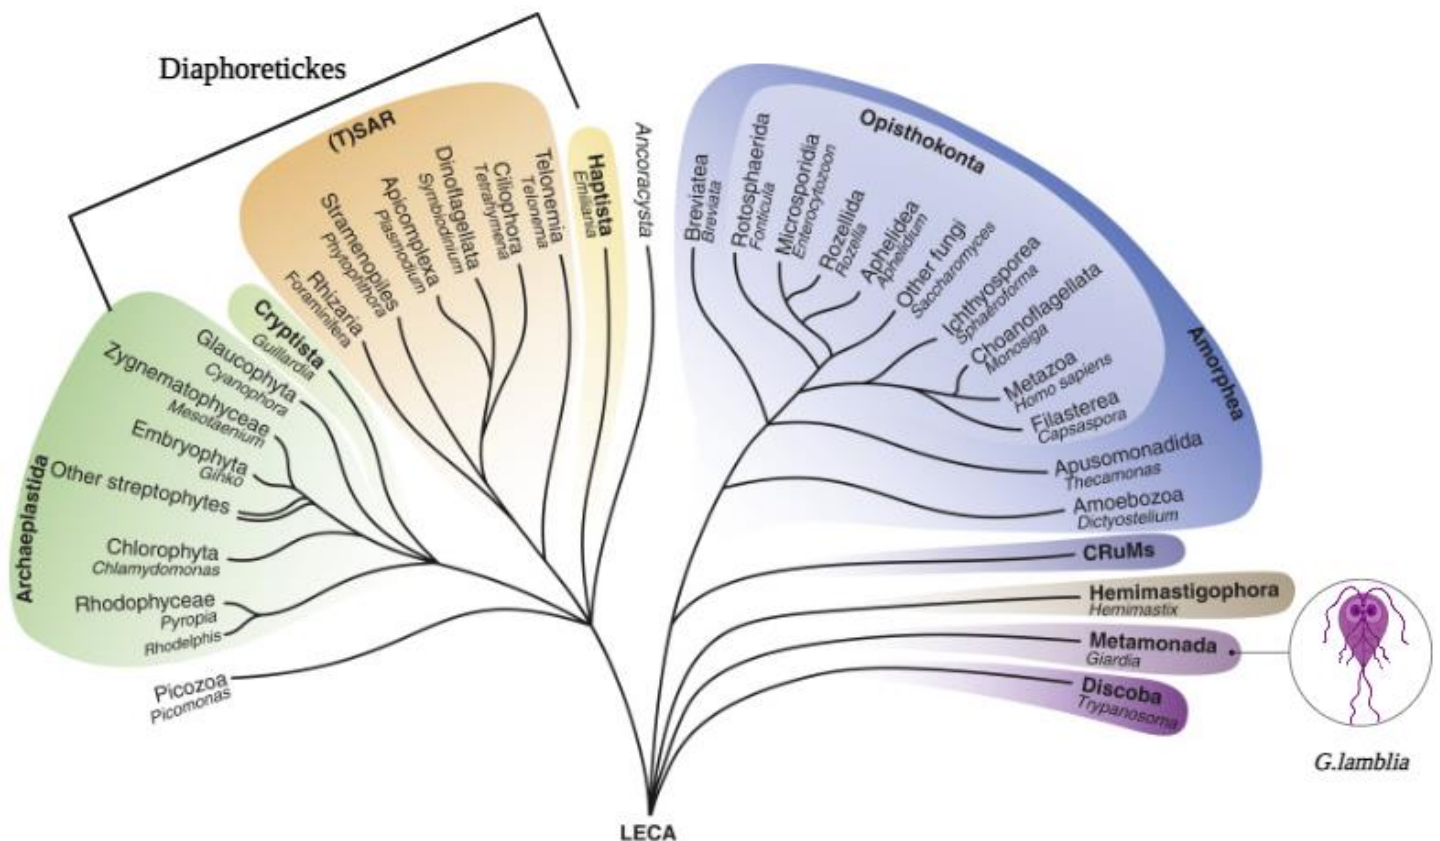 Diaphoretickes
(T)SAR
Telonemia
Telonema
Ciliophora
Tetrahymena
Dinoflagellata
Symbiodinium
Apicomplexa
Plasmodium
Stramenopiles
Phytophthora
Rhizaria
Foraminifera
Haptista
Emiliania
Ancoracysta
Cryptista
Guillardia
Archaeplastida
Glaucophyta
Cyanophora
Zygnematophyceae
Mesotaenium
Embryophyta
Ginko
Other streptophytes
Chlorophyta
Chlamydomonas
Rhodophyceae
Pyropia
Rhodelphis
Picozoa
Picomonas
Opisthokonta
Amorphea
Breviatea
Breviata
Rotosphaerida
Fonticula
Microsporidia
Enterocytozoon
Rozellida
Rozella
Aphelidea
Aphelidium
Other fungi
Saccharomyces
Ichthyosporea
Sphaeroforma
Choanoflagellata
Monosiga
Metazoa
Homo sapiens
Filasterea
Capsaspora
Apusomonadida
Thecamonas
Amoebozoa
Dictyostelium
CRuMs
Hemimastigophora
Hemimastix
Metamonada
Giardia
Discoba
Trypanosoma
G.lamblia
LECA